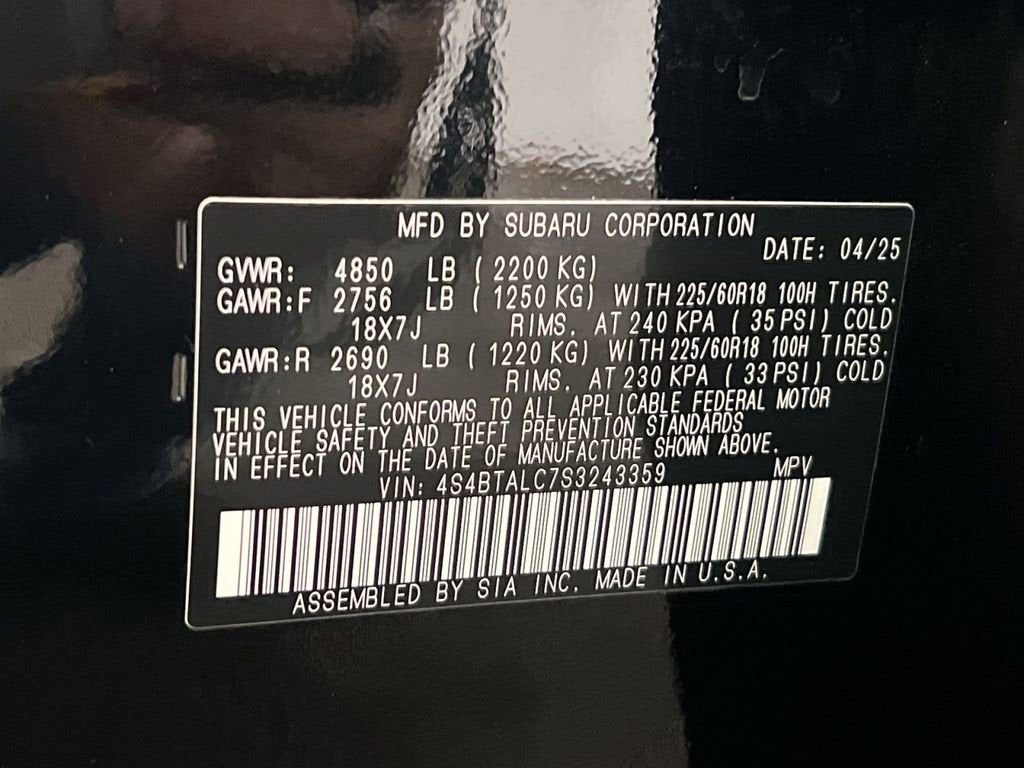 MFD BY SUBARU CORPORATION
DATE: 04/25
GVWR: 4850 LB ( 2200 KG)
GAWR:F 2756 LB ( 1250 KG) WITH 225/60R18 100H TIRES.
18X7J RIMS. AT 240 KPA ( 35 PSI) COLD
GAWR:R 2690 LB ( 1220 KG) WITH 225/60R18 100H TIRES.
18X7J RIMS. AT 230 KPA ( 33 PSI) COLD
THIS VEHICLE CONFORMS TO ALL APPLICABLE FEDERAL MOTOR
VEHICLE SAFETY AND THEFT PREVENTION STANDARDS
IN EFFECT ON THE DATE OF MANUFACTURE SHOWN ABOVE.
VIN: 4S4BTALC7S3243359 MPV
ASSEMBLED BY SIA INC. MADE IN U.S.A.